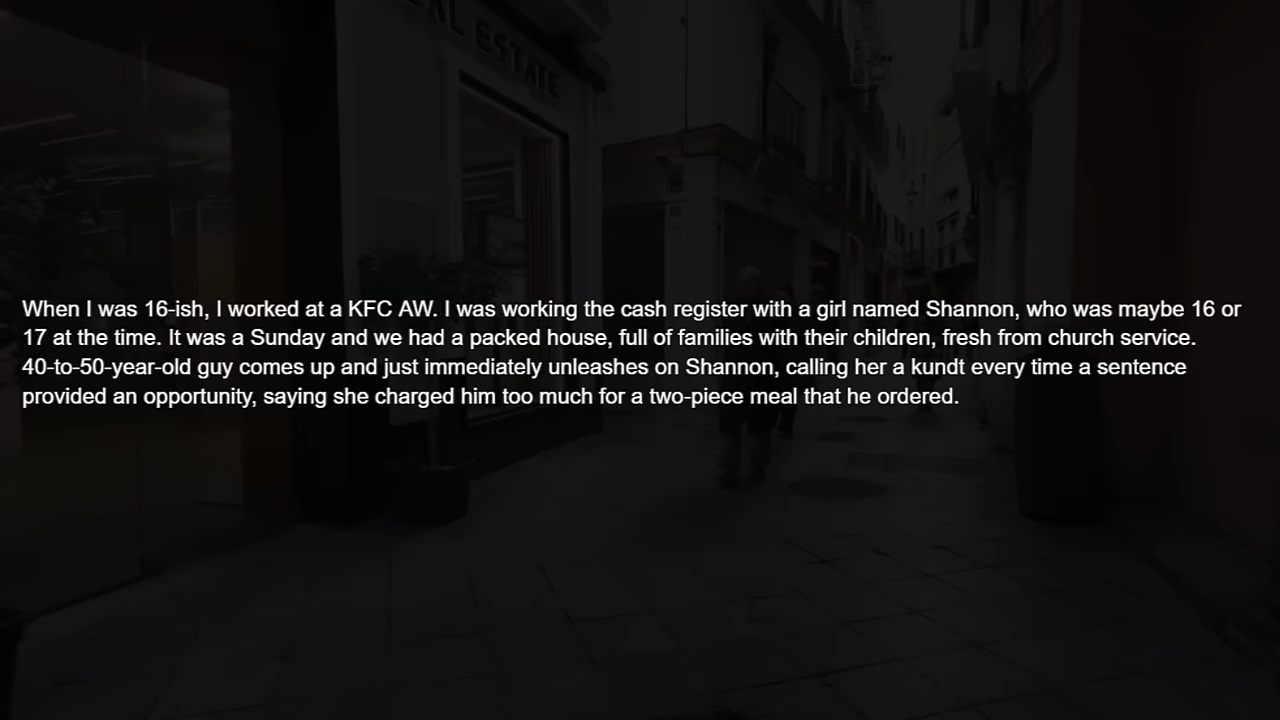 EAL ESTATE
When I was 16-ish, I worked at a KFC AW. I was working the cash register with a girl named Shannon, who was maybe 16 or
17 at the time. It was a Sunday and we had a packed house, full of families with their children, fresh from church service.
40-to-50-year-old guy comes up and just immediately unleashes on Shannon, calling her a kundt every time a sentence
provided an opportunity, saying she charged him too much for a two-piece meal that he ordered.